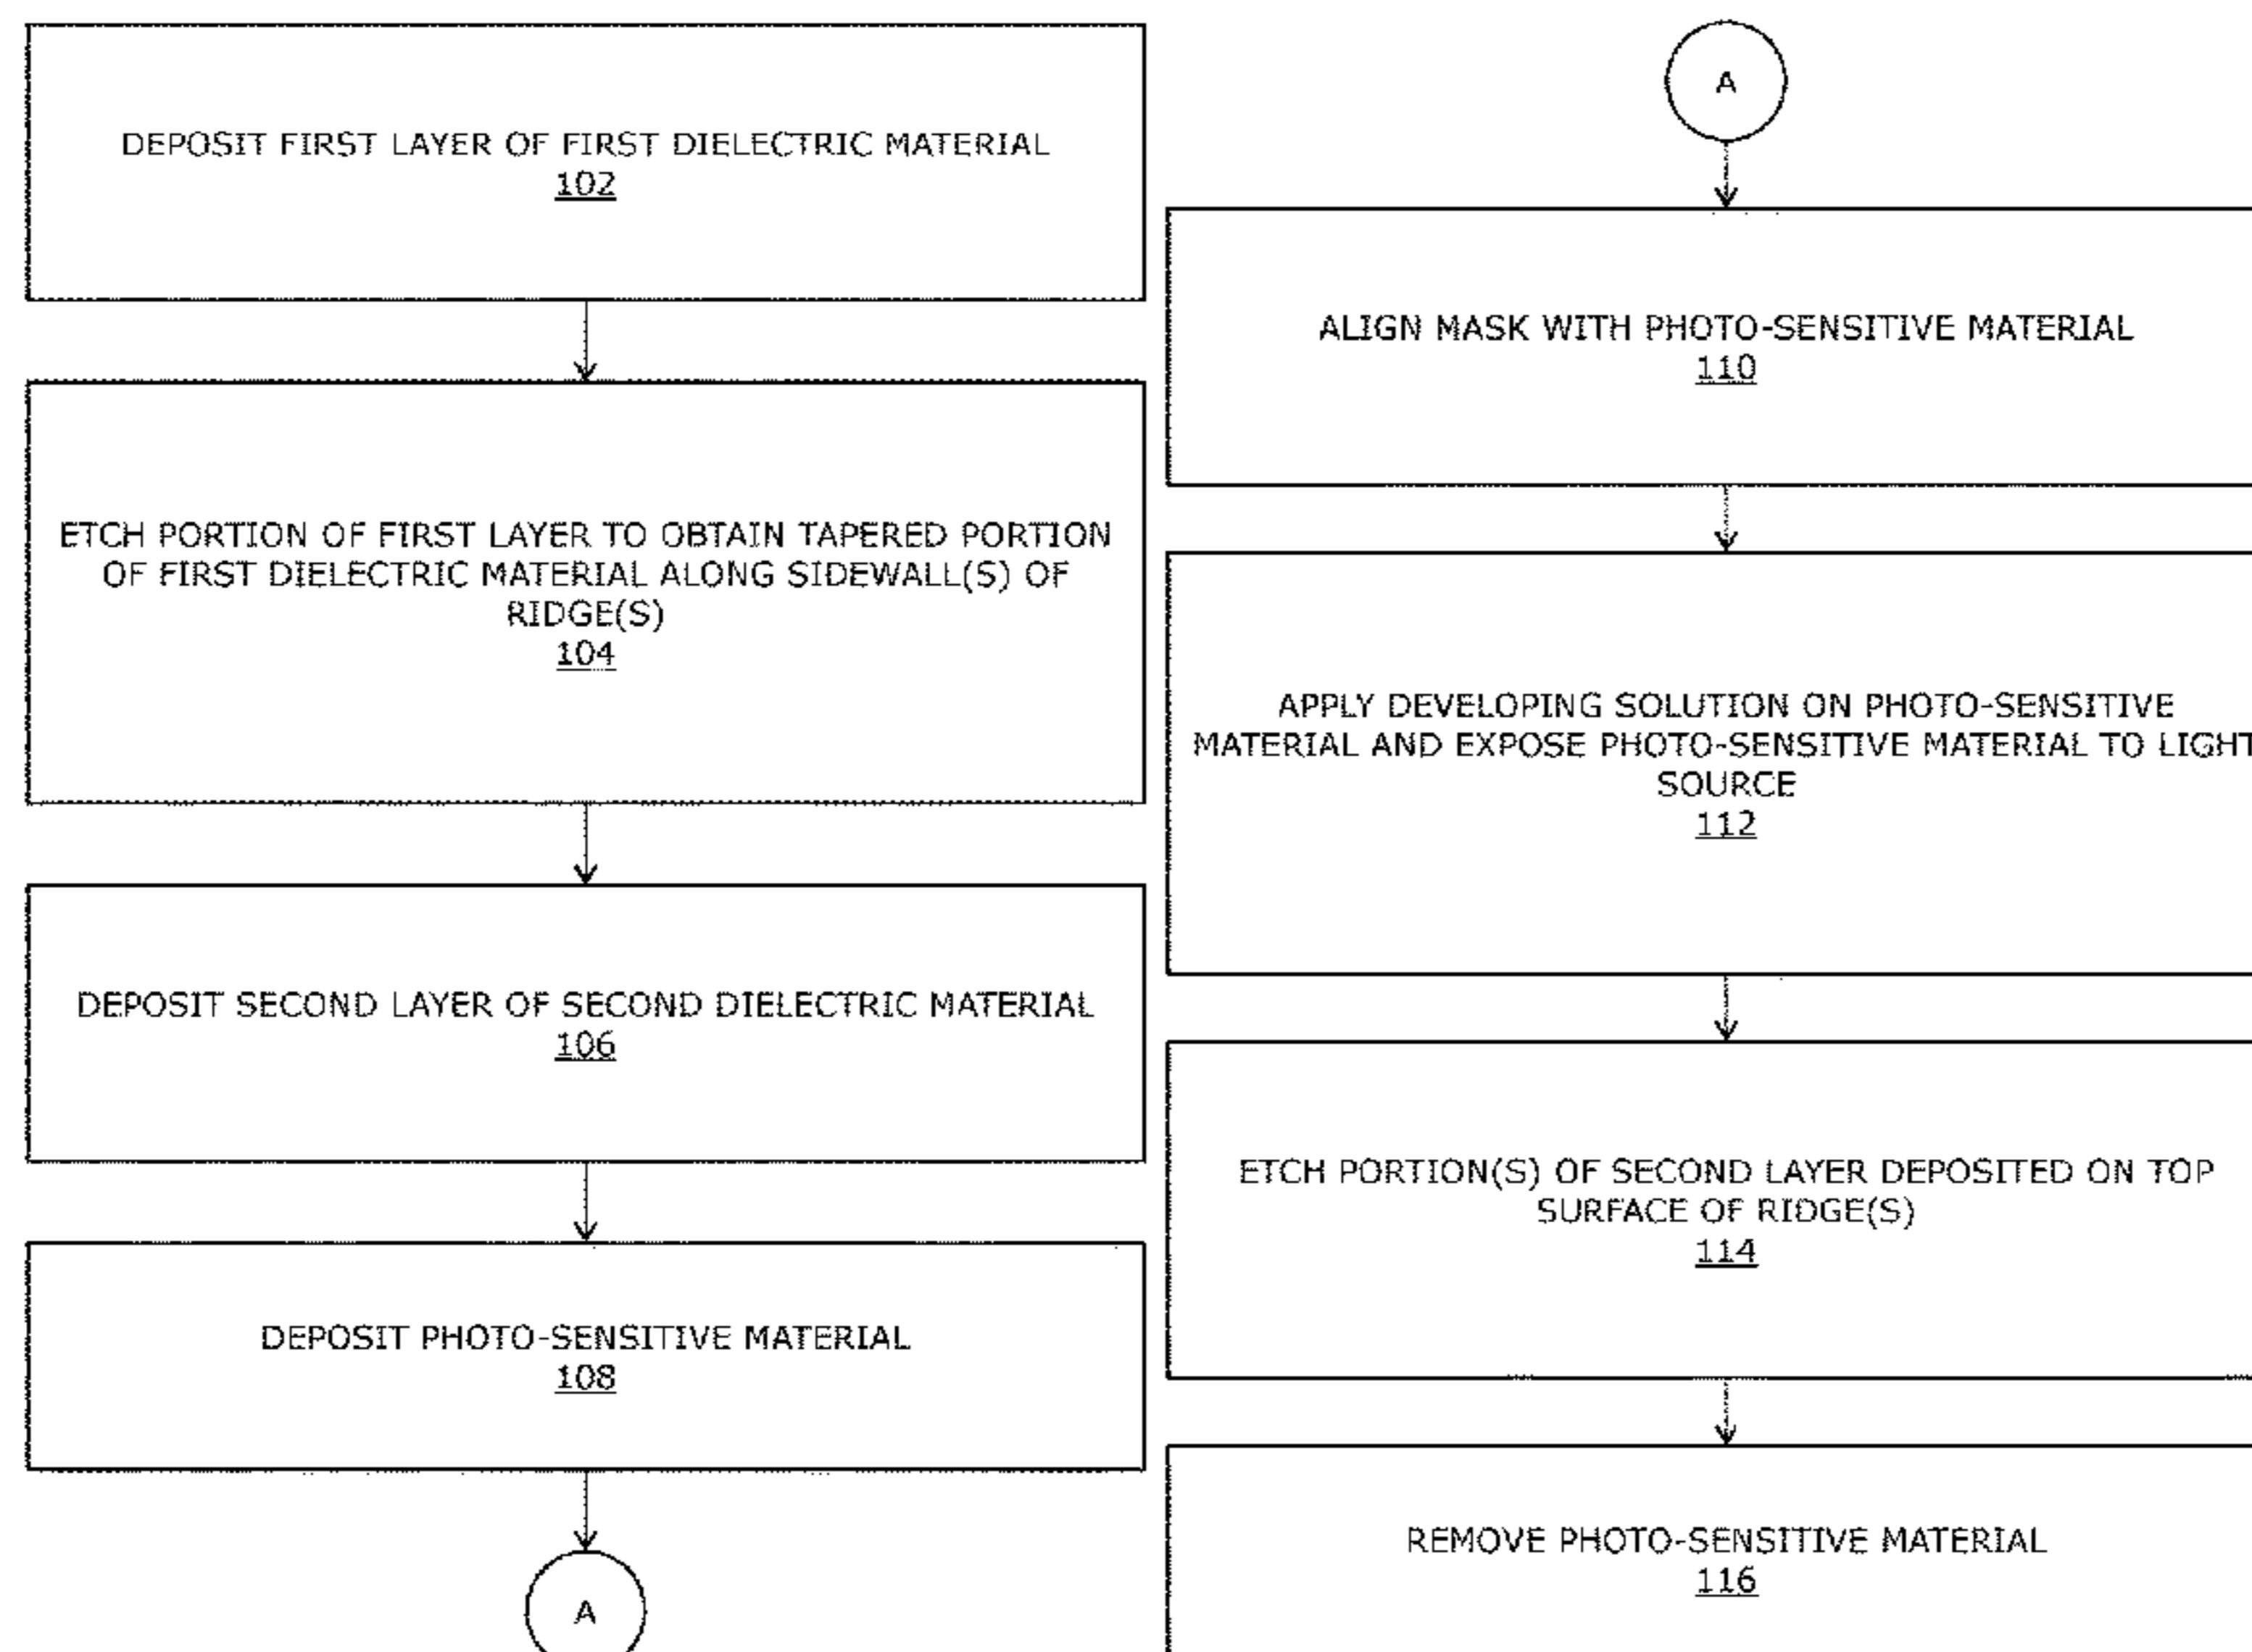 DEPOSIT FIRST LAYER OF FIRST DIELECTRIC MATERIAL
102
ETCH PORTION OF FIRST LAYER TO OBTAIN TAPERED PORTION
OF FIRST DIELECTRIC MATERIAL ALONG SIDEWALL(S) OF
RIDGE(S)
104
DEPOSIT SECOND LAYER OF SECOND DIELECTRIC MATERIAL
106
DEPOSIT PHOTO-SENSITIVE MATERIAL
108
A
A
ALIGN MASK WITH PHOTO-SENSITIVE MATERIAL
110
APPLY DEVELOPING SOLUTION ON PHOTO-SENSITIVE
MATERIAL AND EXPOSE PHOTO-SENSITIVE MATERIAL TO LIGHT
SOURCE
112
ETCH PORTION(S) OF SECOND LAYER DEPOSITED ON TOP
SURFACE OF RIDGE(S)
114
REMOVE PHOTO-SENSITIVE MATERIAL
116